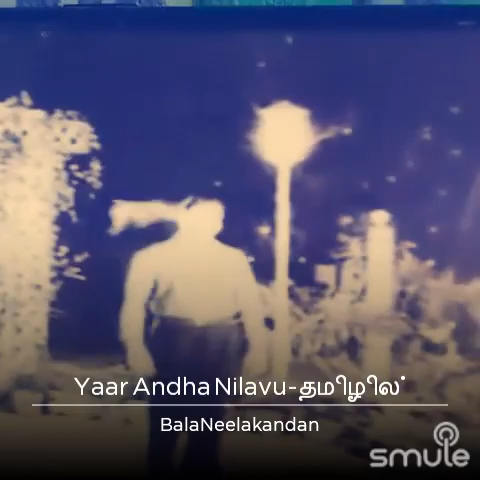 Yaar Andha Nilavu-தமிழில்
BalaNeelakandan
smule